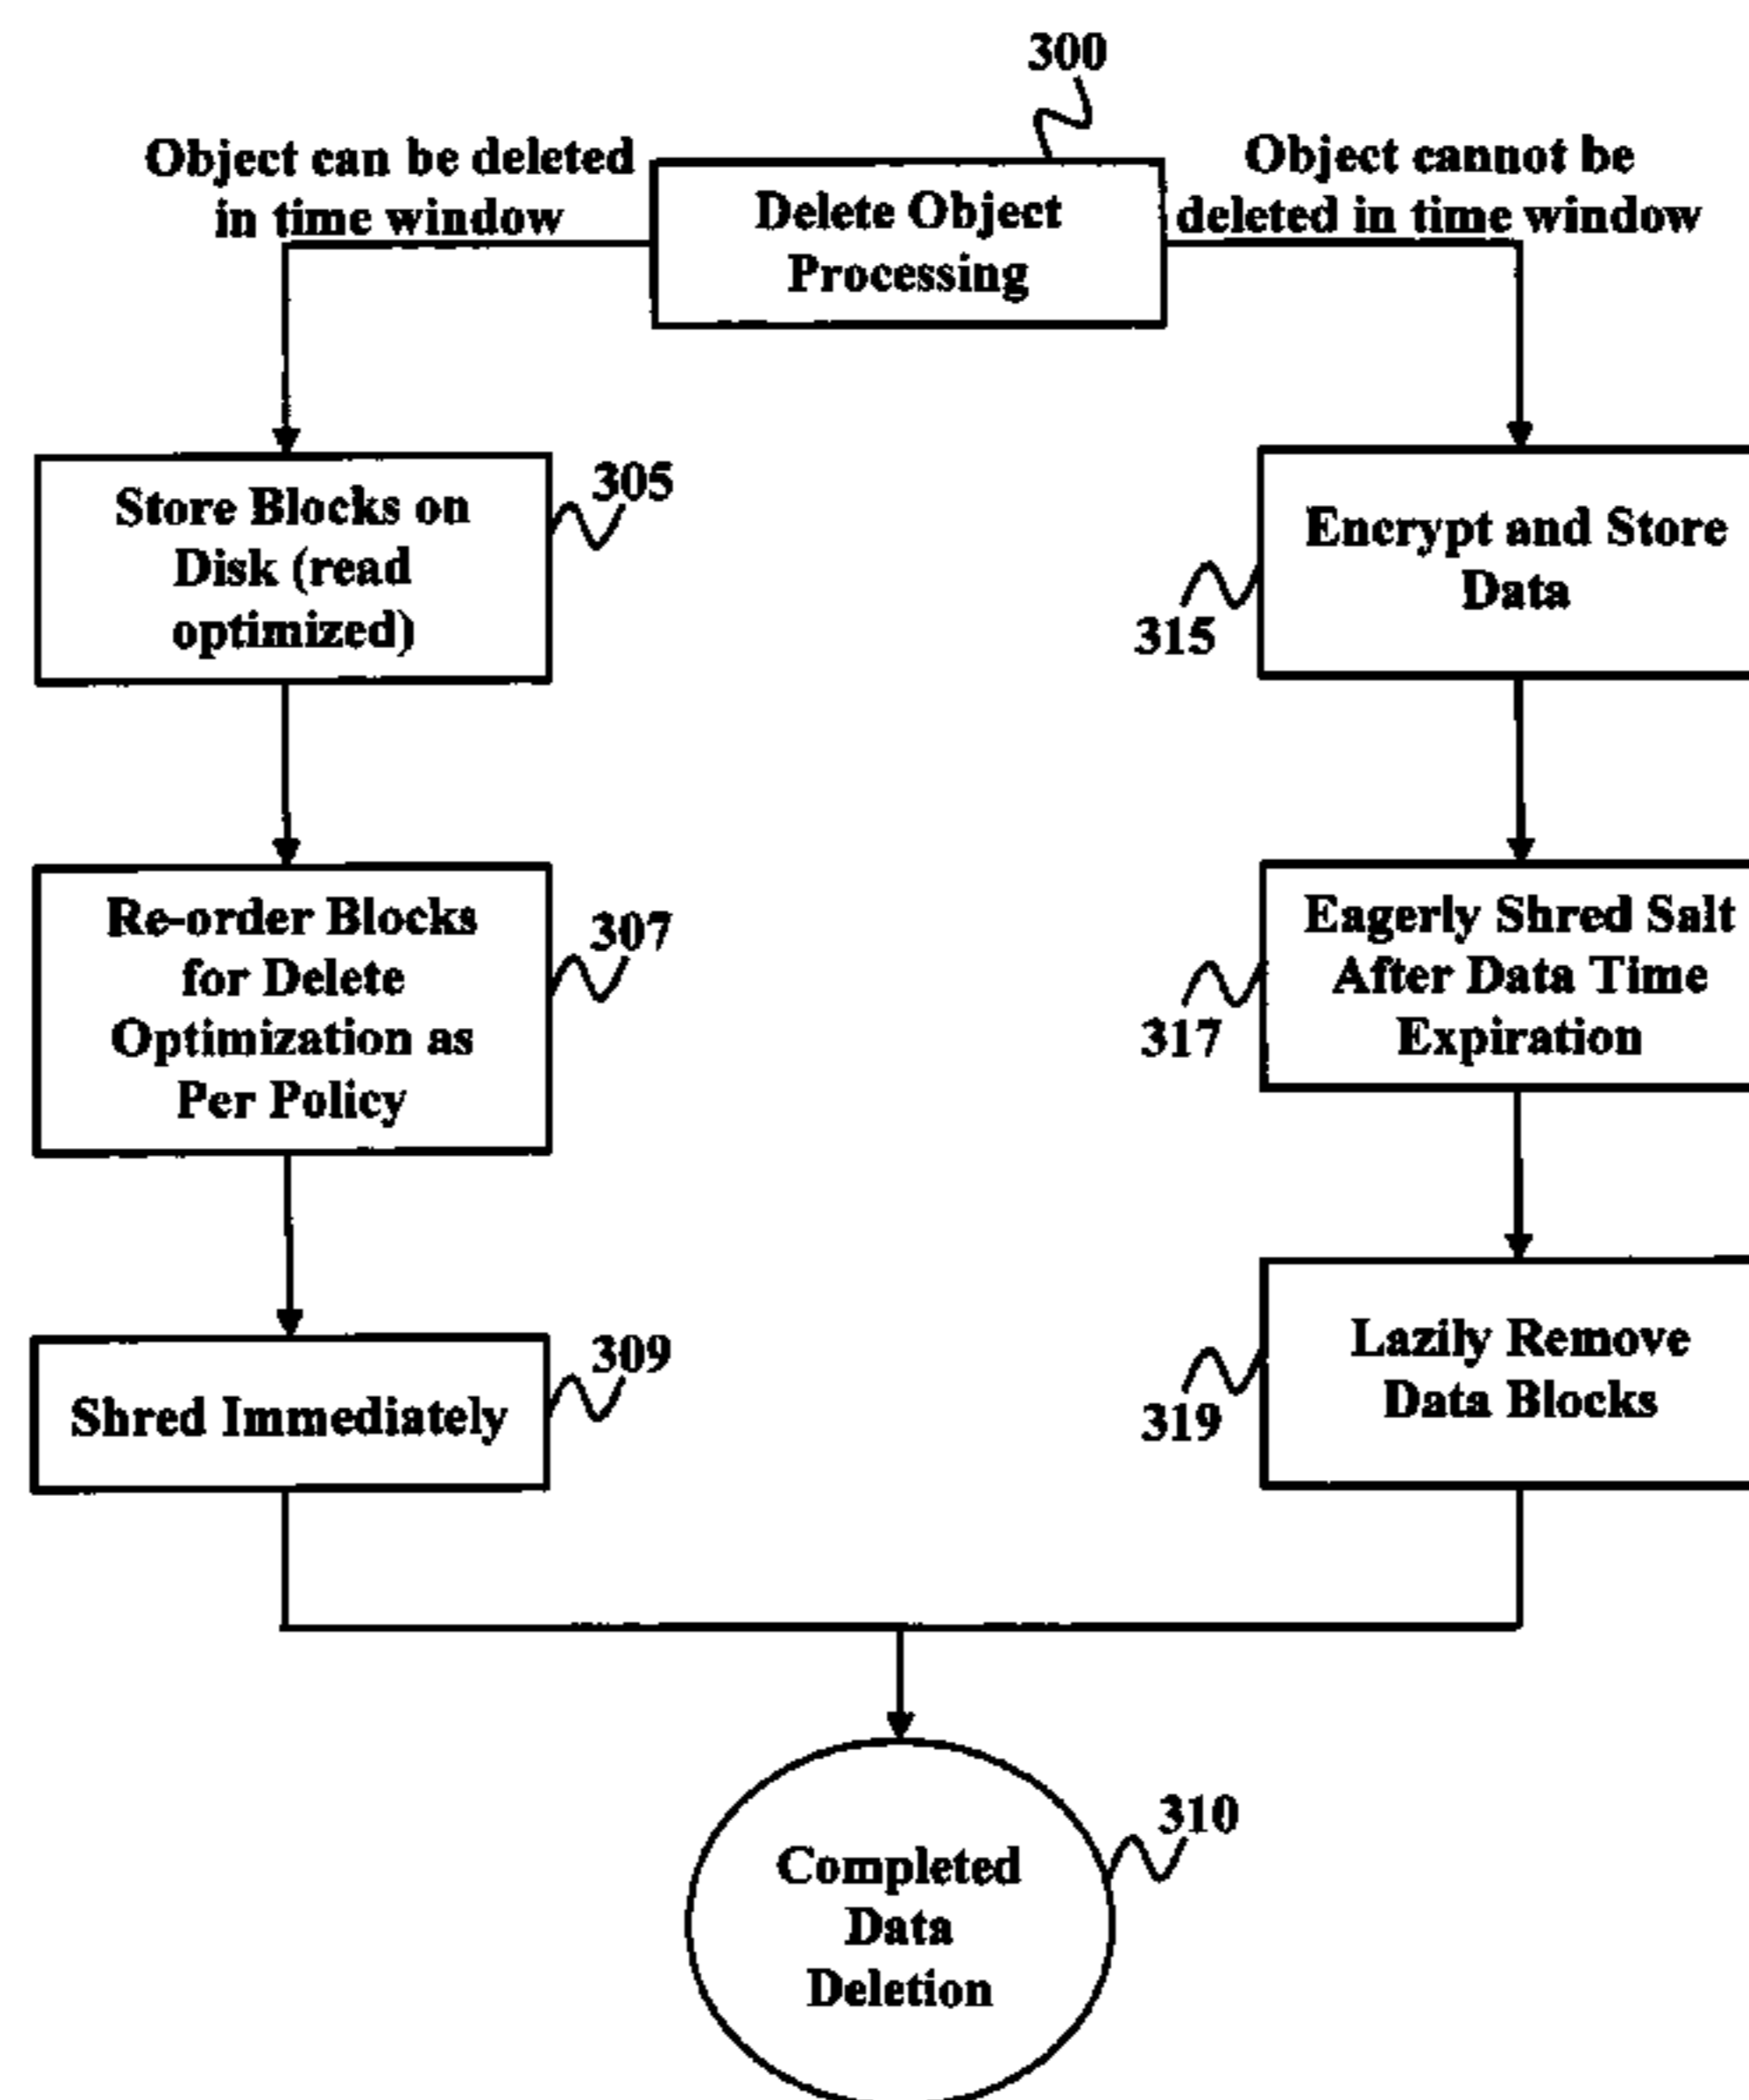 300
Object can be deleted
in time window
Delete Object
Processing
Object cannot be
deleted in time window
Store Blocks on
Disk (read
optimized)
305
Encrypt and Store
Data
315
Re-order Blocks
for Delete
Optimization as
Per Policy
307
Eagerly Shred Salt
After Data Time
Expiration
317
Shred Immediately
309
Lazily Remove
Data Blocks
319
Completed
Data
Deletion
310